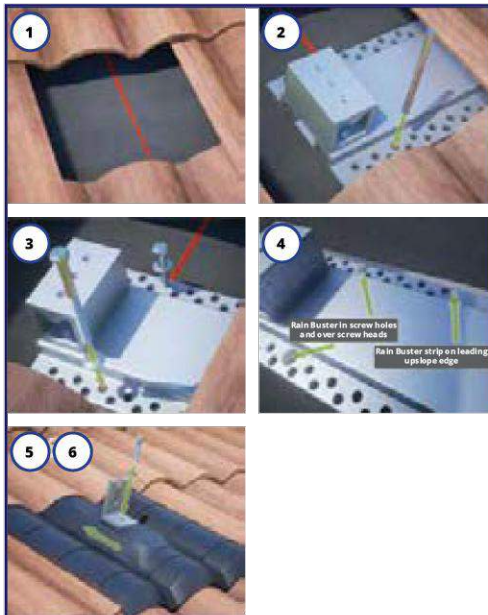 1
2
3
4
Rain Buster in screw holes
and over screw heads
Rain Buster strip on leading
upslope edge
5 6